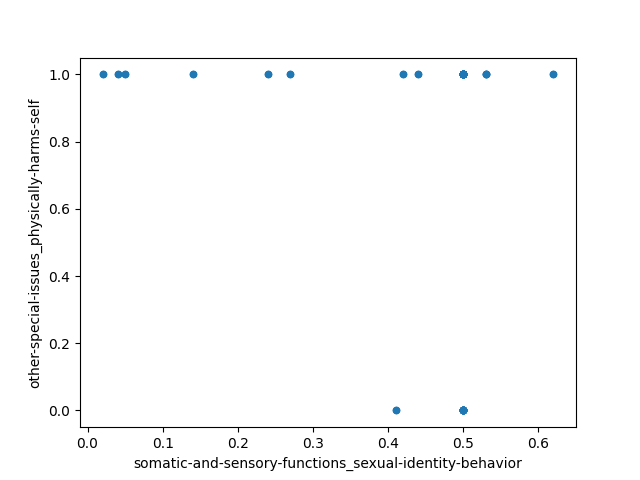 1.0
0.8
0.6
0.4
0.2
0.0
other-special-issues_physically-harms-self
0.0 0.1 0.2 0.3 0.4 0.5 0.6
somatic-and-sensory-functions_sexual-identity-behavior